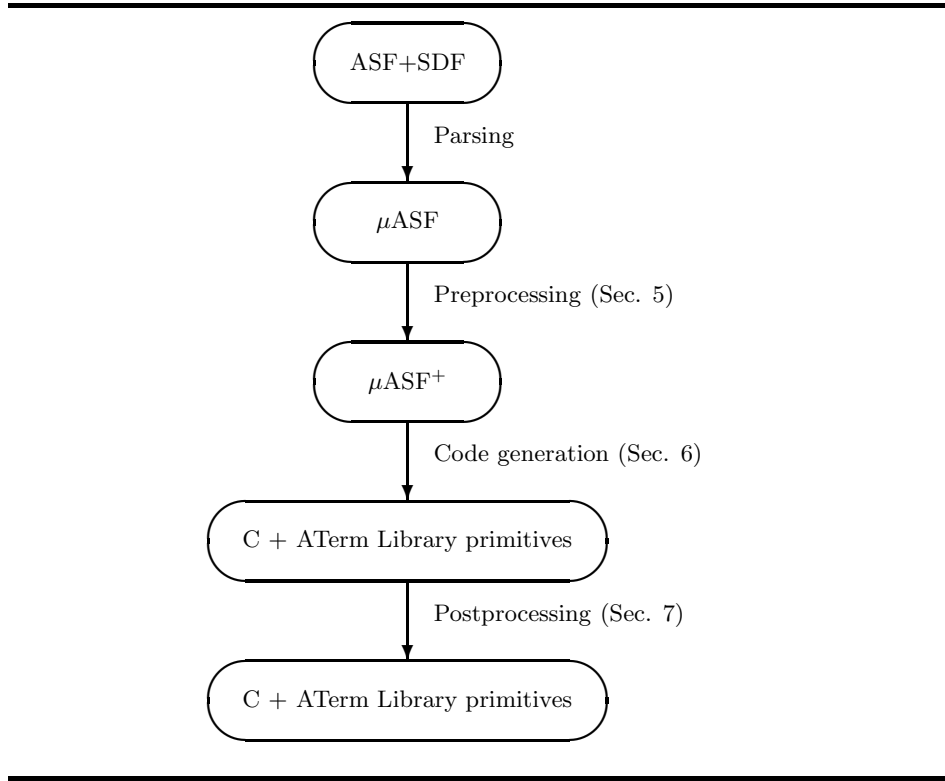 ASF+SDF
Parsing
μASF
Preprocessing (Sec. 5)
μASF⁺
Code generation (Sec. 6)
C + ATerm Library primitives
Postprocessing (Sec. 7)
C + ATerm Library primitives